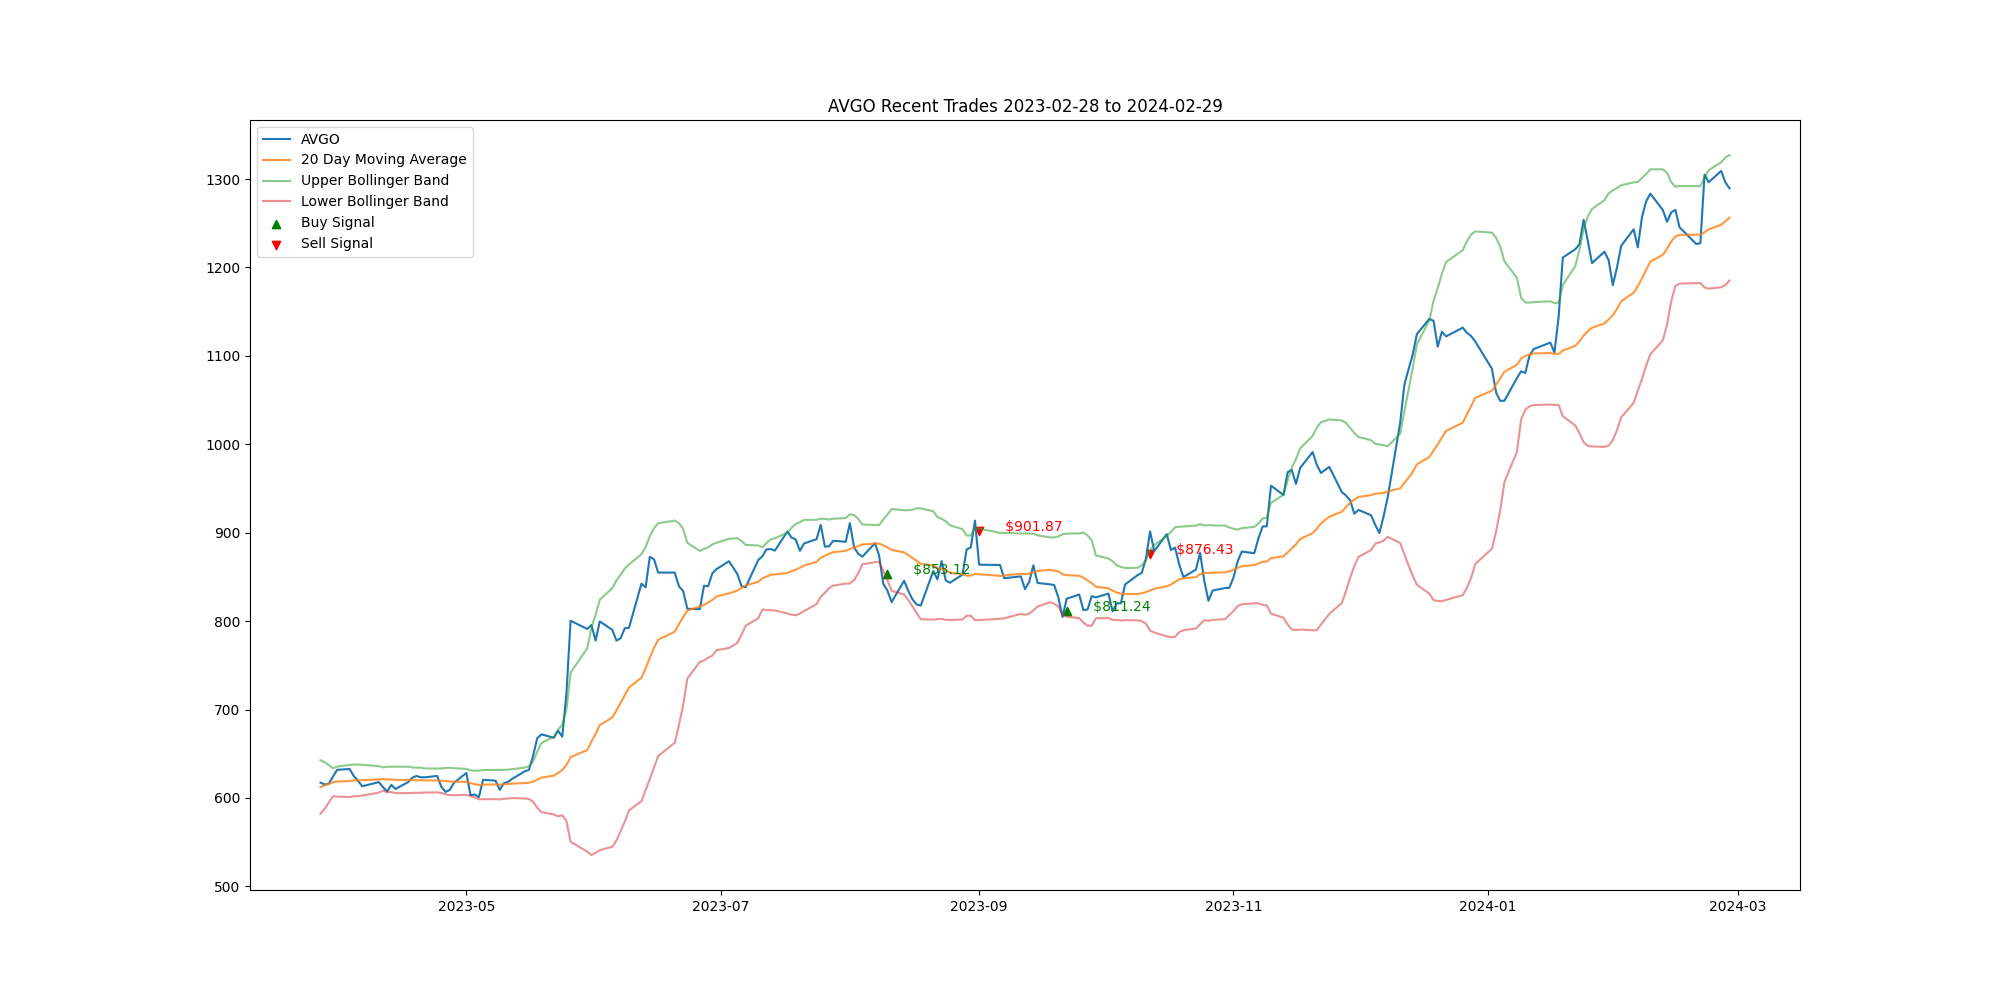 AVGO Recent Trades 2023-02-28 to 2024-02-29
AVGO
20 Day Moving Average
Upper Bollinger Band
Lower Bollinger Band
Buy Signal
Sell Signal
1300
1200
1100
1000
900
800
700
600
500
$901.87
$876.43
$853.12
$811.24
2023-05
2023-07
2023-09
2023-11
2024-01
2024-03